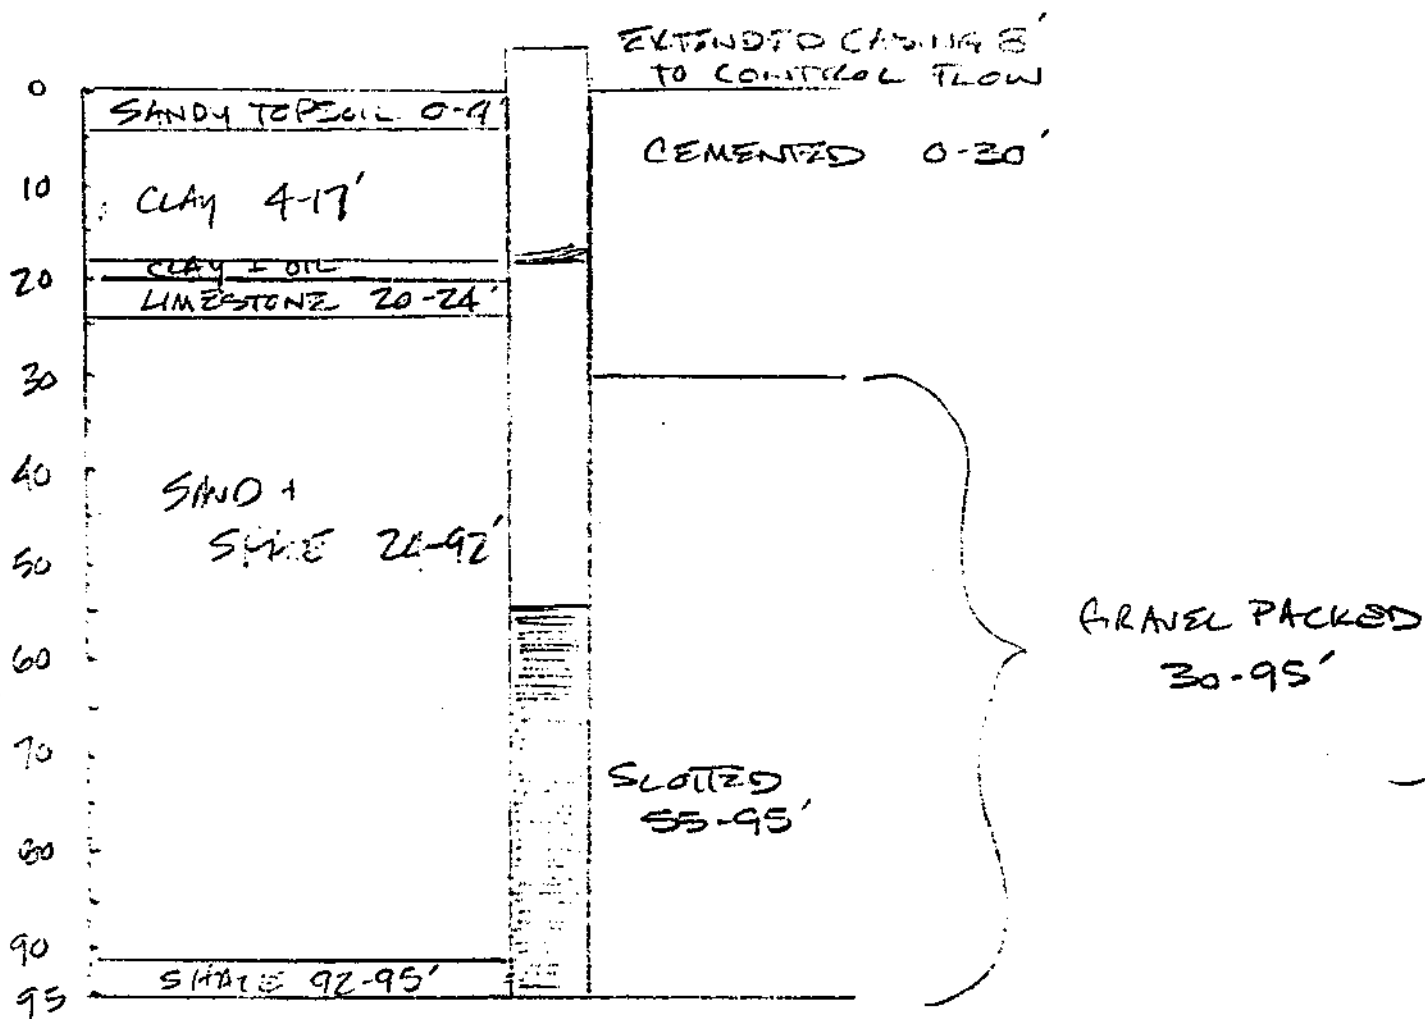 EXTENDED CASING 8'
TO CONTROL FLOW
0
SANDY TOPSOIL 0-4'
CEMENTED 0-30'
10
CLAY 4-17'
CLAY + OIL
20
LIMESTONE 20-24'
30
40
SAND +
24-92'
50
60
GRAVEL PACKED
30-95'
70
SLOTTED
55-95'
80
90
SHALE 92-95'
95